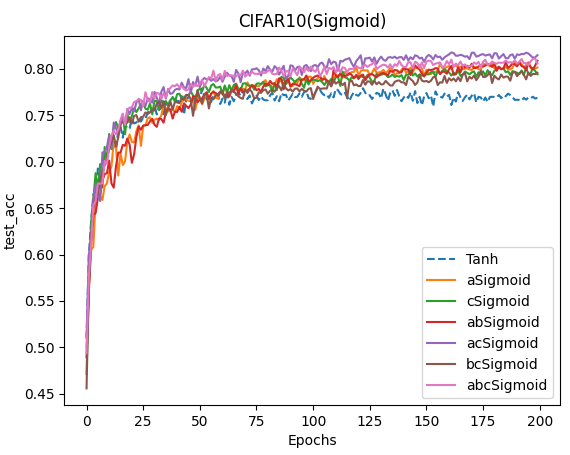 CIFAR10(Sigmoid)
test_acc
0.80
0.75
0.70
0.65
0.60
0.55
0.50
0.45
Tanh
aSigmoid
cSigmoid
abSigmoid
acSigmoid
bcSigmoid
abcSigmoid
0 25 50 75 100 125 150 175 200
Epochs